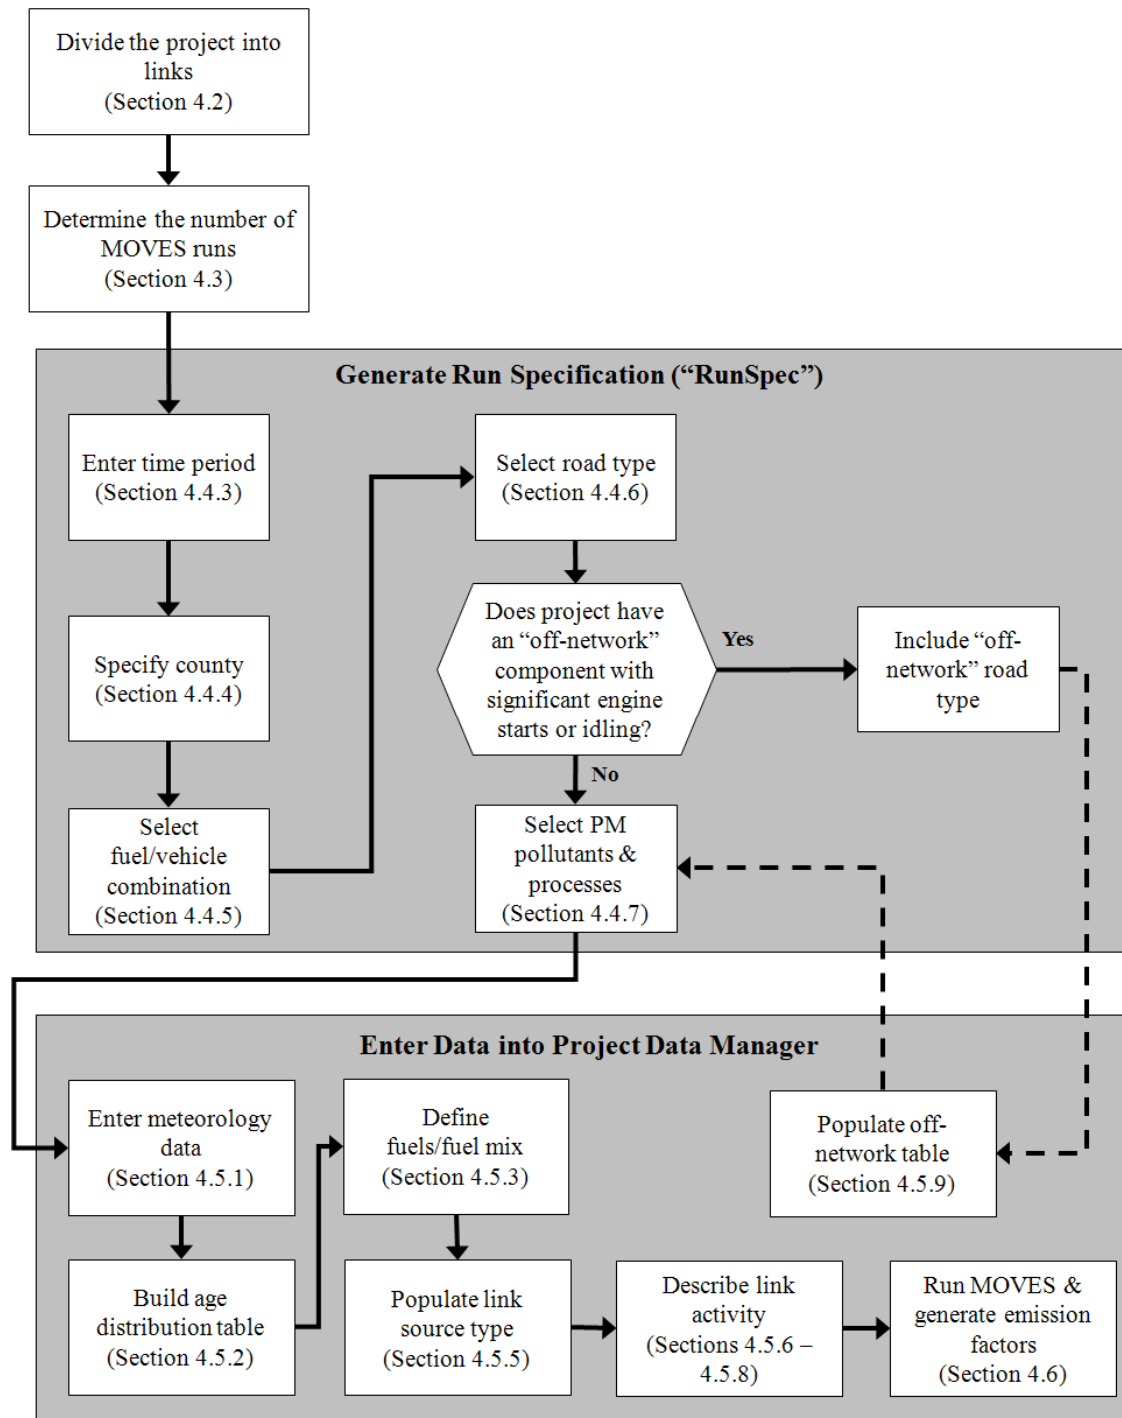 Divide the project into
links
(Section 4.2)
Determine the number of
MOVES runs
(Section 4.3)
Generate Run Specification (“RunSpec”)
Enter time period
(Section 4.4.3)
Specify county
(Section 4.4.4)
Select
fuel/vehicle
combination
(Section 4.4.5)
Select road type
(Section 4.4.6)
Does project have
an “off-network”
component with
significant engine
starts or idling?
Yes
Include “off-
network” road
type
No
Select PM
pollutants &
processes
(Section 4.4.7)
Enter Data into Project Data Manager
Enter meteorology
data
(Section 4.5.1)
Build age
distribution table
(Section 4.5.2)
Define
fuels/fuel mix
(Section 4.5.3)
Populate link
source type
(Section 4.5.5)
Describe link
activity
(Sections 4.5.6 –
4.5.8)
Populate off-
network table
(Section 4.5.9)
Run MOVES &
generate emission
factors
(Section 4.6)